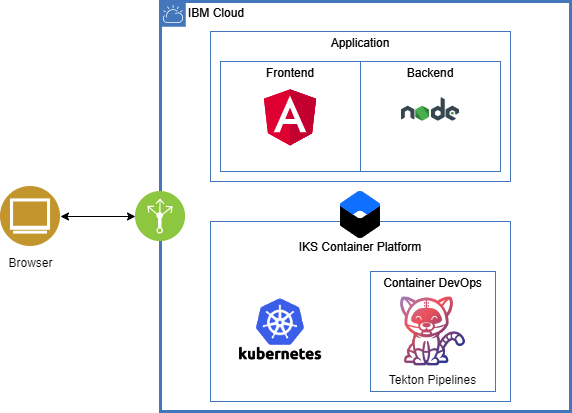 IBM Cloud
Application
Frontend
Backend
A
node
IKS Container Platform
Browser
Container DevOps
kubernetes
Tekton Pipelines